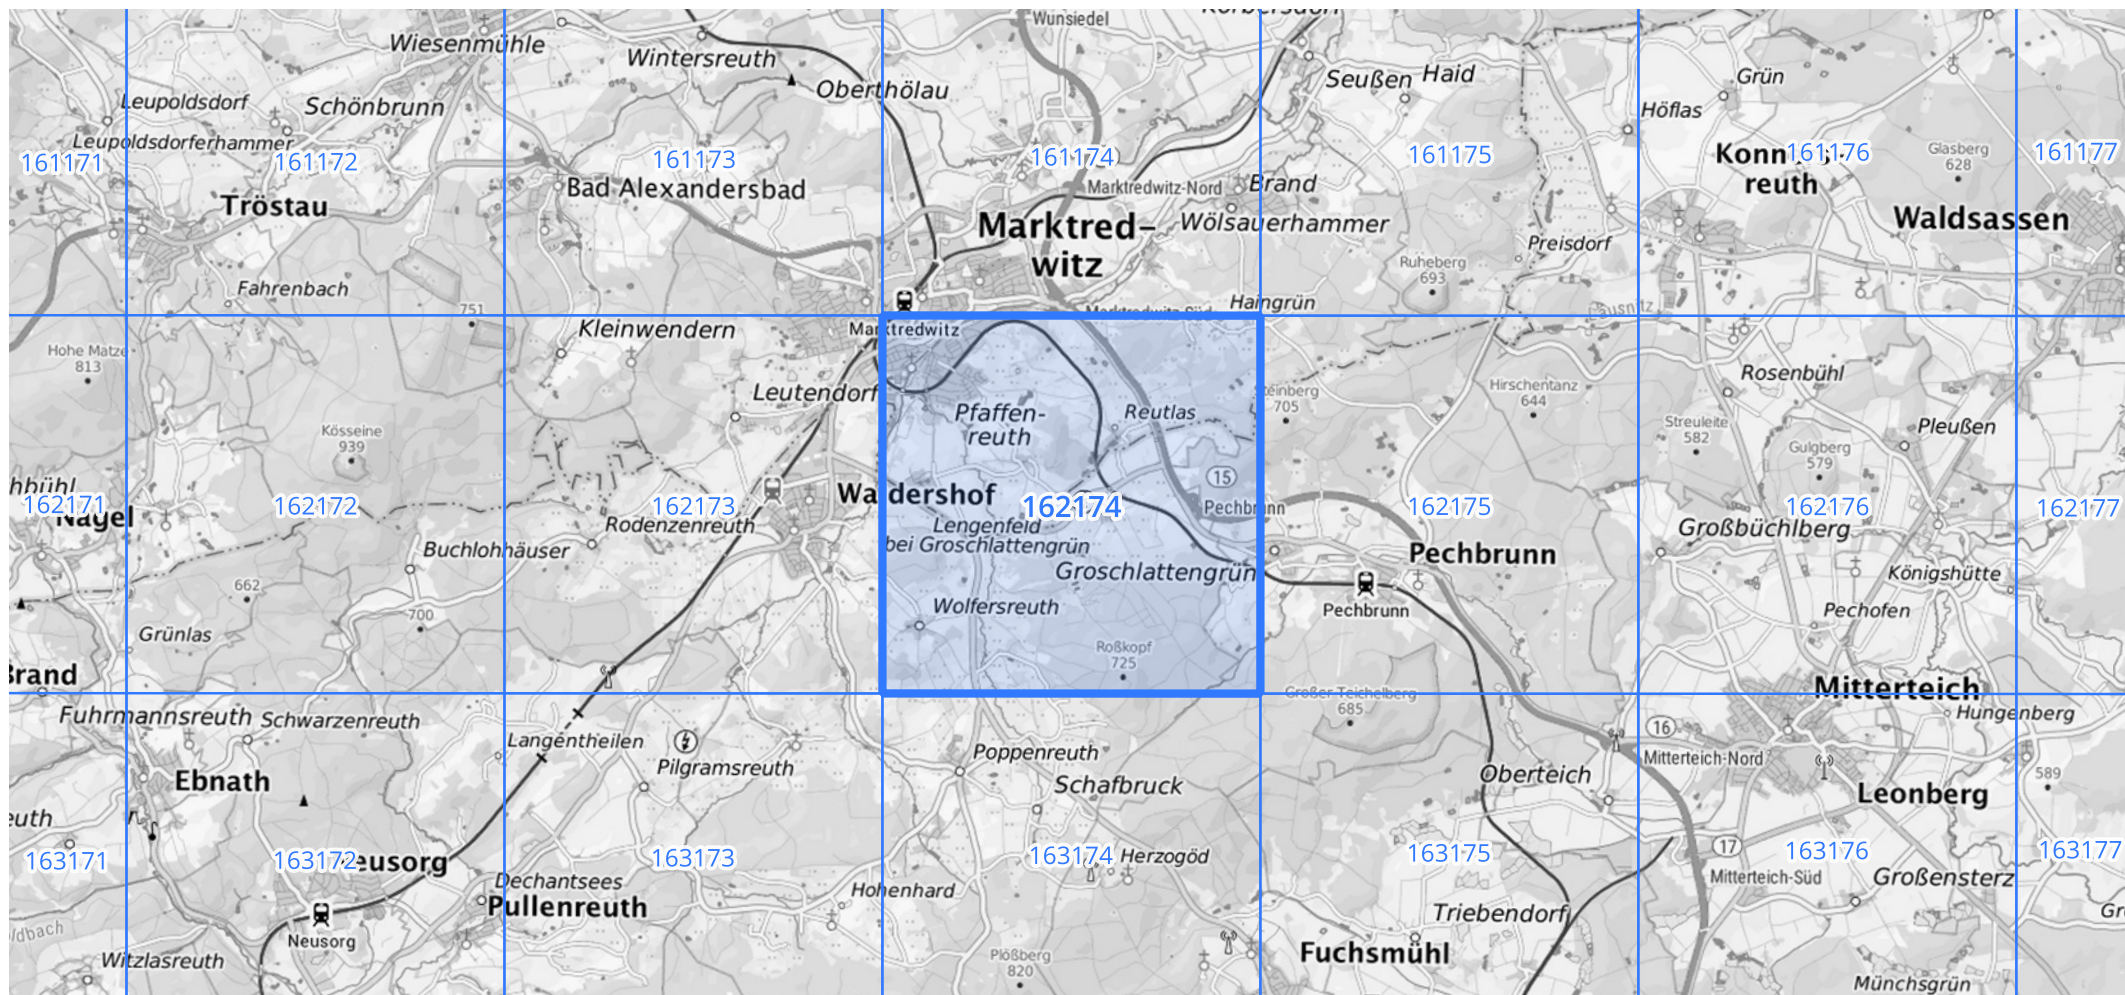 Wunsiedel
Wiesenmühle
Wintersreuth
Oberthölau
Seußen
Haid
Grün
Höflas
Leupoldsdorf
Schönbrunn
Leupoldsdorferhammer
161171
161172
161173
161174
161175
161176
161177
Glasberg
628
Konnersreuth
Tröstau
Bad Alexandersbad
Marktredwitz-Nord
Brand
Marktred-
witz
Wölsauerhammer
Waldsassen
Preisdorf
Ruheberg
693
Fahrenbach
751
Haingrün
Marktredwitz-Süd
Kleinwendern
Marktredwitz
Hohe Matze
813
Leutendorf
Steinberg
705
Hirschentanz
644
Rosenbühl
Pfaffen-
reuth
Reutlas
Streuleite
582
Pleußen
Kösseine
939
Gulgberg
579
15
162171
Nagel
162172
162173
Waldershof
162174
Pechbrunn
162175
162176
162177
Rodenzenreuth
Lengenfeld
bei Groschlattengrün
Großbüchlberg
Buchlohhäuser
Pechbrunn
Groschlattengrün
Königshütte
662
700
Wolfersreuth
Pechbrunn
Pechofen
Grünlas
Roßkopf
725
Brand
Großer Teichelberg
685
Mitterteich
Fuhrmannsreuth
Schwarzenreuth
Hungenberg
16
Langentheilen
Pilgramsreuth
Poppenreuth
Mitterteich-Nord
Ebnath
Schafbruck
Oberteich
589
Leonberg
163171
163172
Neusorg
163173
163174
Herzogöd
163175
17
163176
163177
Dechantsees
Pullenreuth
Hohenhard
Mitterteich-Süd
Großensterz
Triebendorf
Neusorg
Fuchsmühl
Witzlasreuth
Plößberg
820
Münchsgrün